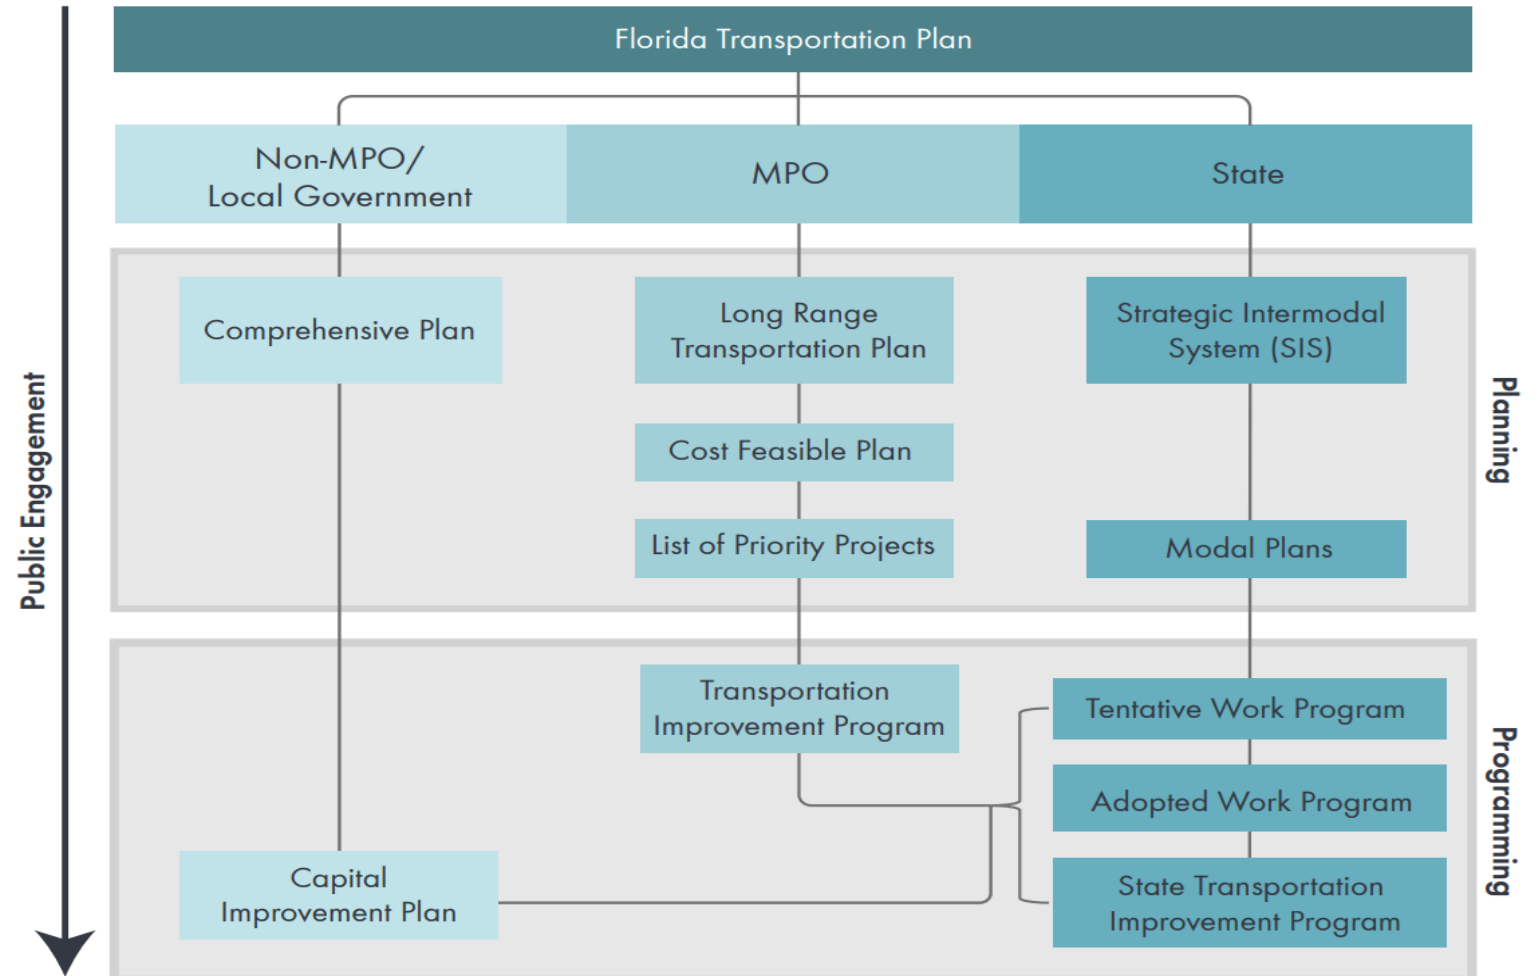 Florida Transportation Plan
Non-MPO/
Local Government
MPO
State
Public Engagement
Planning
Comprehensive Plan
Long Range
Transportation Plan
Strategic Intermodal
System (SIS)
Cost Feasible Plan
List of Priority Projects
Modal Plans
Programming
Transportation
Improvement Program
Tentative Work Program
Adopted Work Program
Capital
Improvement Plan
State Transportation
Improvement Program